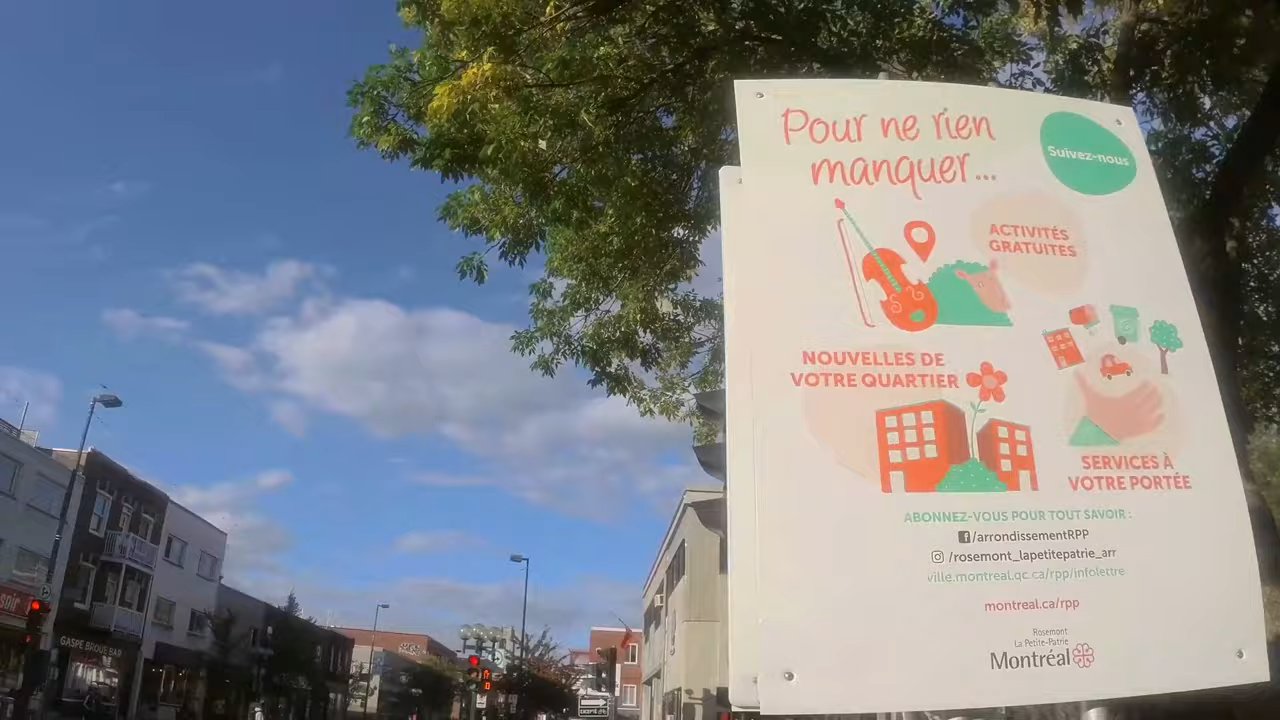 Pour ne rien
manquer...
Suivez-nous
ACTIVITÉS
GRATUITES
NOUVELLES DE
VOTRE QUARTIER
SERVICES À
VOTRE PORTÉE
ABONNEZ-VOUS POUR TOUT SAVOIR :
/arrondissementRPP
/rosemont_lapetitepatrie_arr
ville.montreal.qc.ca/rpp/infolettre
montreal.ca/rpp
Rosemont
La Petite-Patrie
Montréal
GASPE BROUE BAR